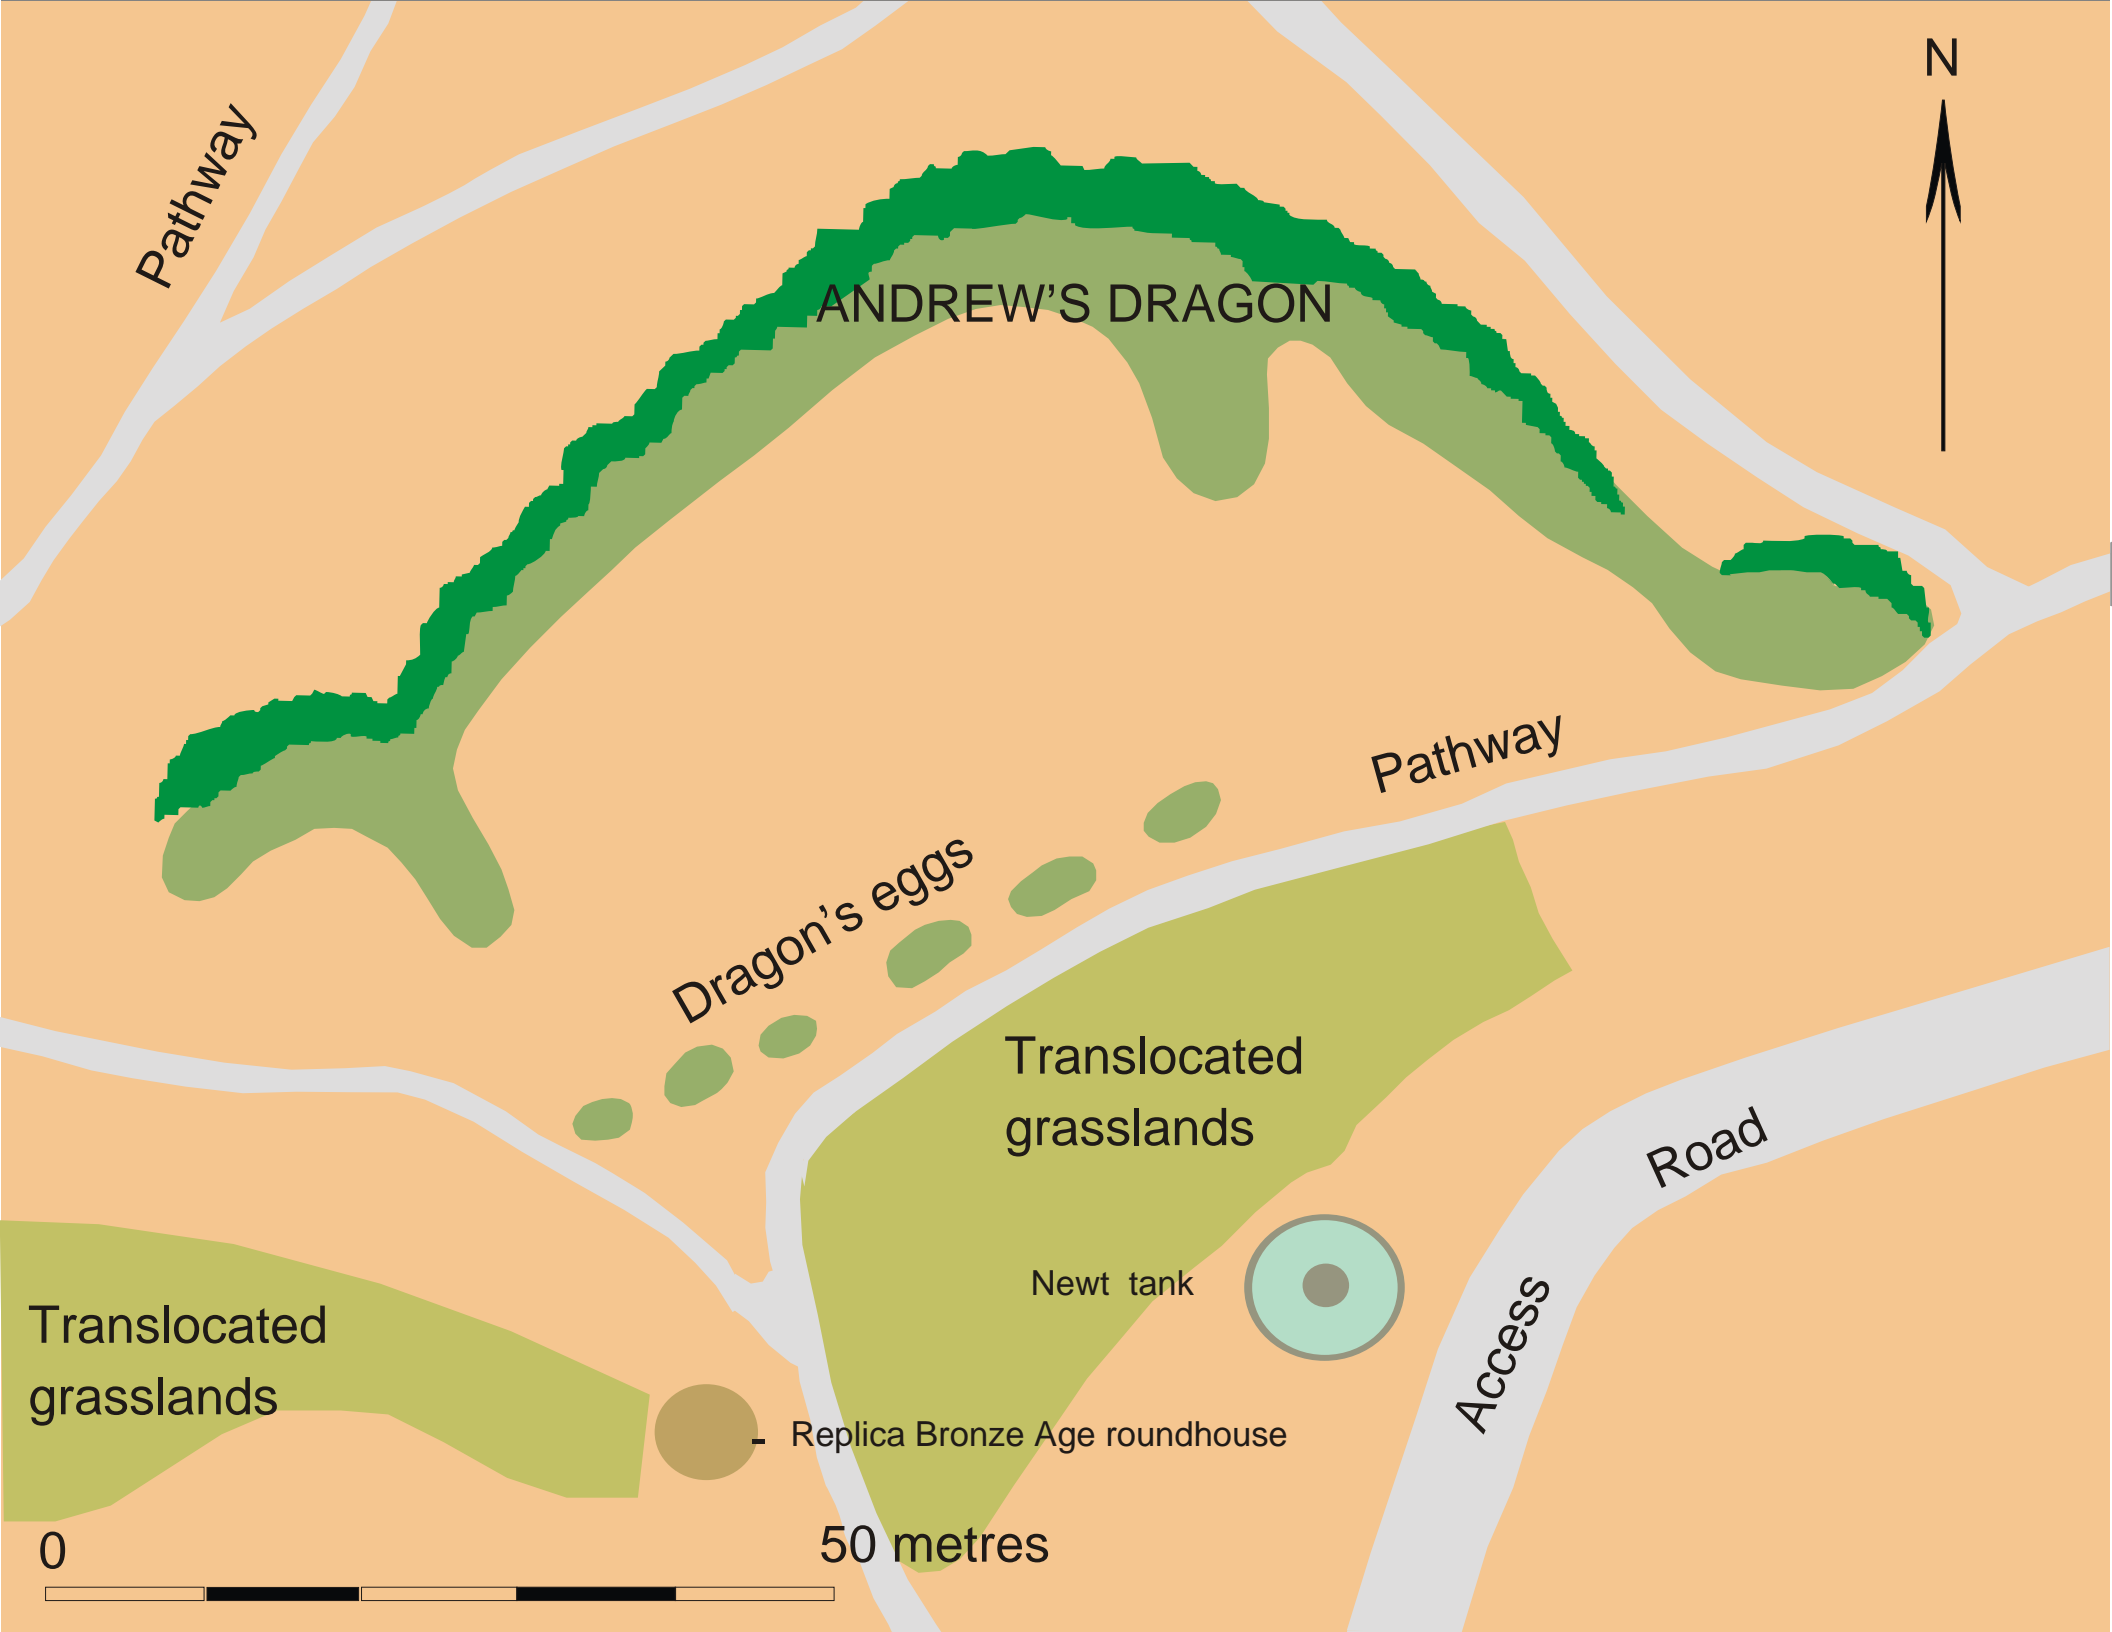 N
Pathway
ANDREW’S DRAGON
Pathway
Dragon’s eggs
Translocated
grasslands
Road
Access
Newt tank
Translocated
grasslands
Replica Bronze Age roundhouse
0
50 metres